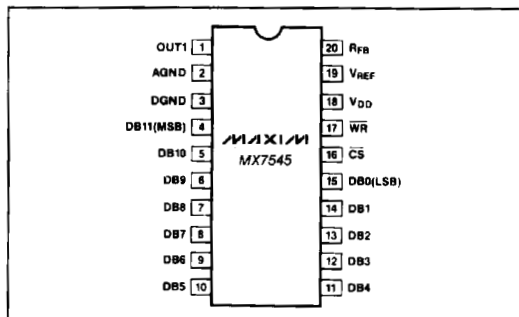 OUT1 1 20 RFB
AGND 2 19 VREF
DGND 3 18 VDD
DB11(MSB) 4 MAXIM 17 WR
DB10 5 MX7545 16 CS
DB9 6 15 DB0(LSB)
DB8 7 14 DB1
DB7 8 13 DB2
DB6 9 12 DB3
DB5 10 11 DB4